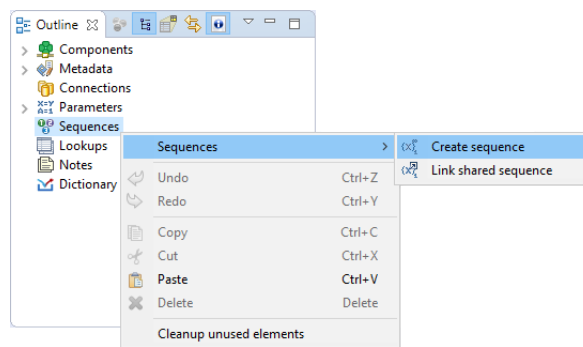 Outline
Components
Metadata
Connections
Parameters
Sequences
Lookups
Notes
Dictionary
Sequences
Undo Ctrl+Z
Redo Ctrl+Y
Copy Ctrl+C
Cut Ctrl+X
Paste Ctrl+V
Delete Delete
Cleanup unused elements
Create sequence
Link shared sequence